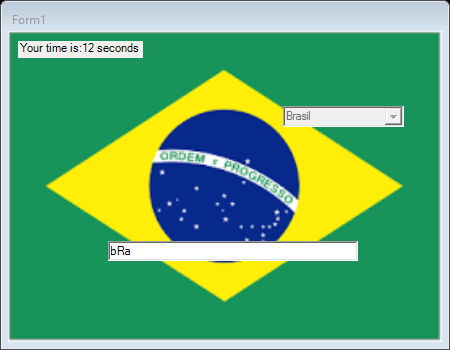 Form1
Your time is:12 seconds
Brasil
ORDEM E PROGRESSO
bRa